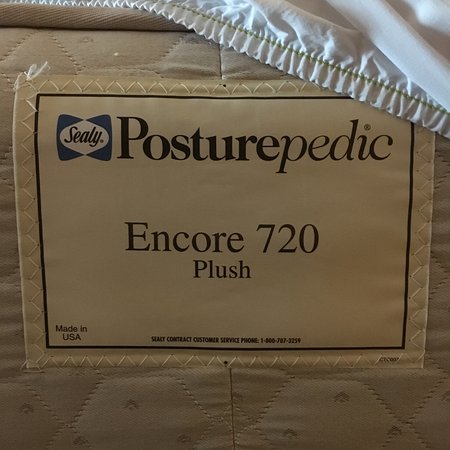 Sealy® Posturepedic®
Encore 720
Plush
Made in
USA
SEALY CONTRACT CUSTOMER SERVICE PHONE: 1-800-707-3259